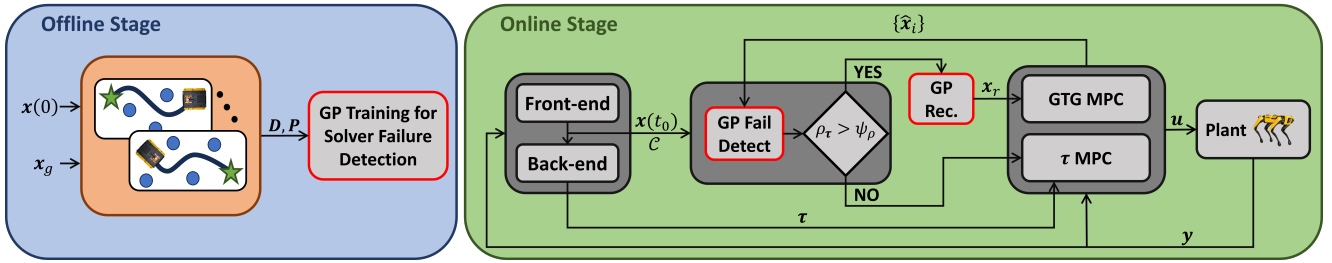 Offline Stage
x(0)
x_g
D, P
GP Training for
Solver Failure
Detection
Online Stage
{x̂_i}
Front-end
Back-end
x(t_0)
𝒞
GP Fail
Detect
ρ_τ > ψ_ρ
YES
NO
GP
Rec.
x_r
GTG MPC
τ MPC
u
Plant
τ
y